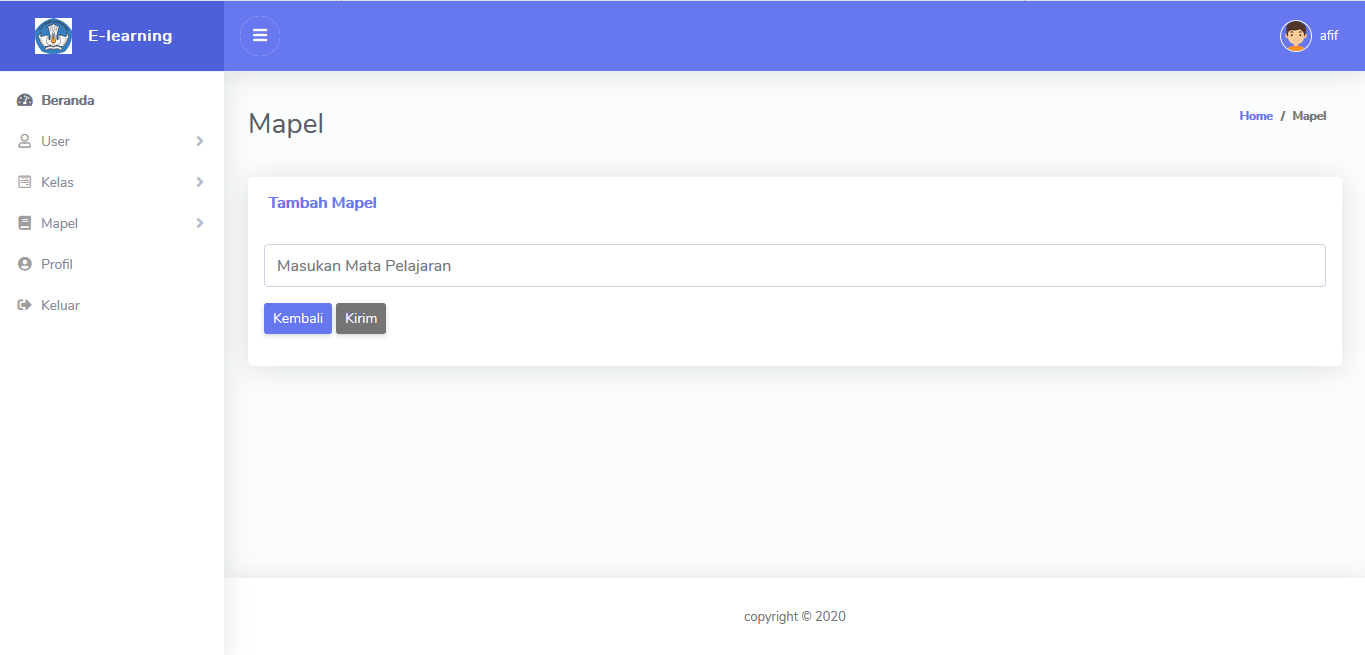 E-learning
afif
Beranda
User
Kelas
Mapel
Profil
Keluar
Mapel
Home / Mapel
Tambah Mapel
Masukan Mata Pelajaran
Kembali Kirim
copyright © 2020